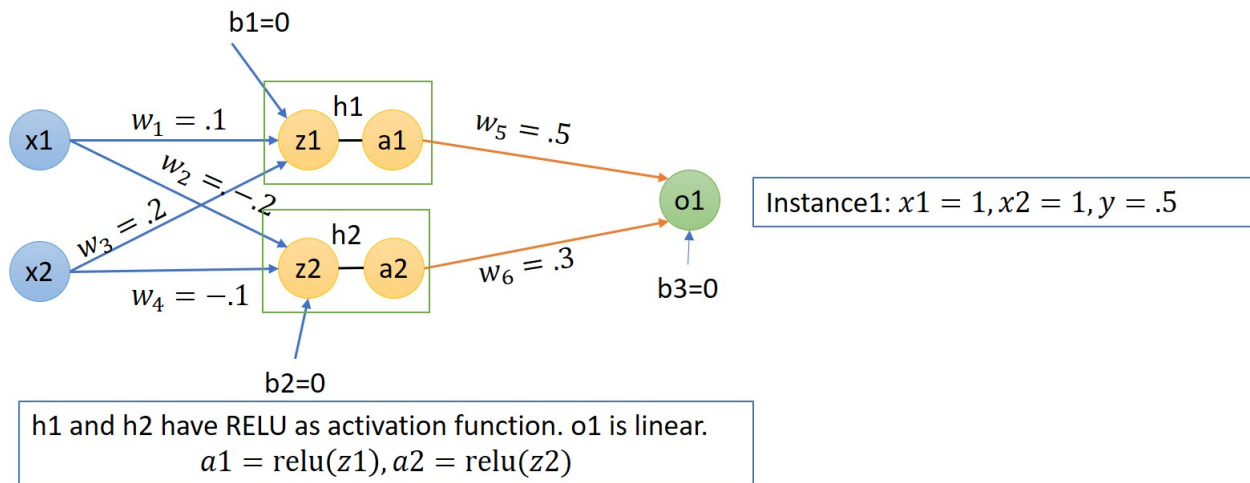 b1=0
x1
w₁ = .1
z1
h1
a1
w₅ = .5
w₂ = −.2
o1
Instance1: x1 = 1, x2 = 1, y = .5
w₃ = .2
x2
h2
z2
a2
w₆ = .3
w₄ = −.1
b3=0
b2=0
h1 and h2 have RELU as activation function. o1 is linear.
a1 = relu(z1), a2 = relu(z2)